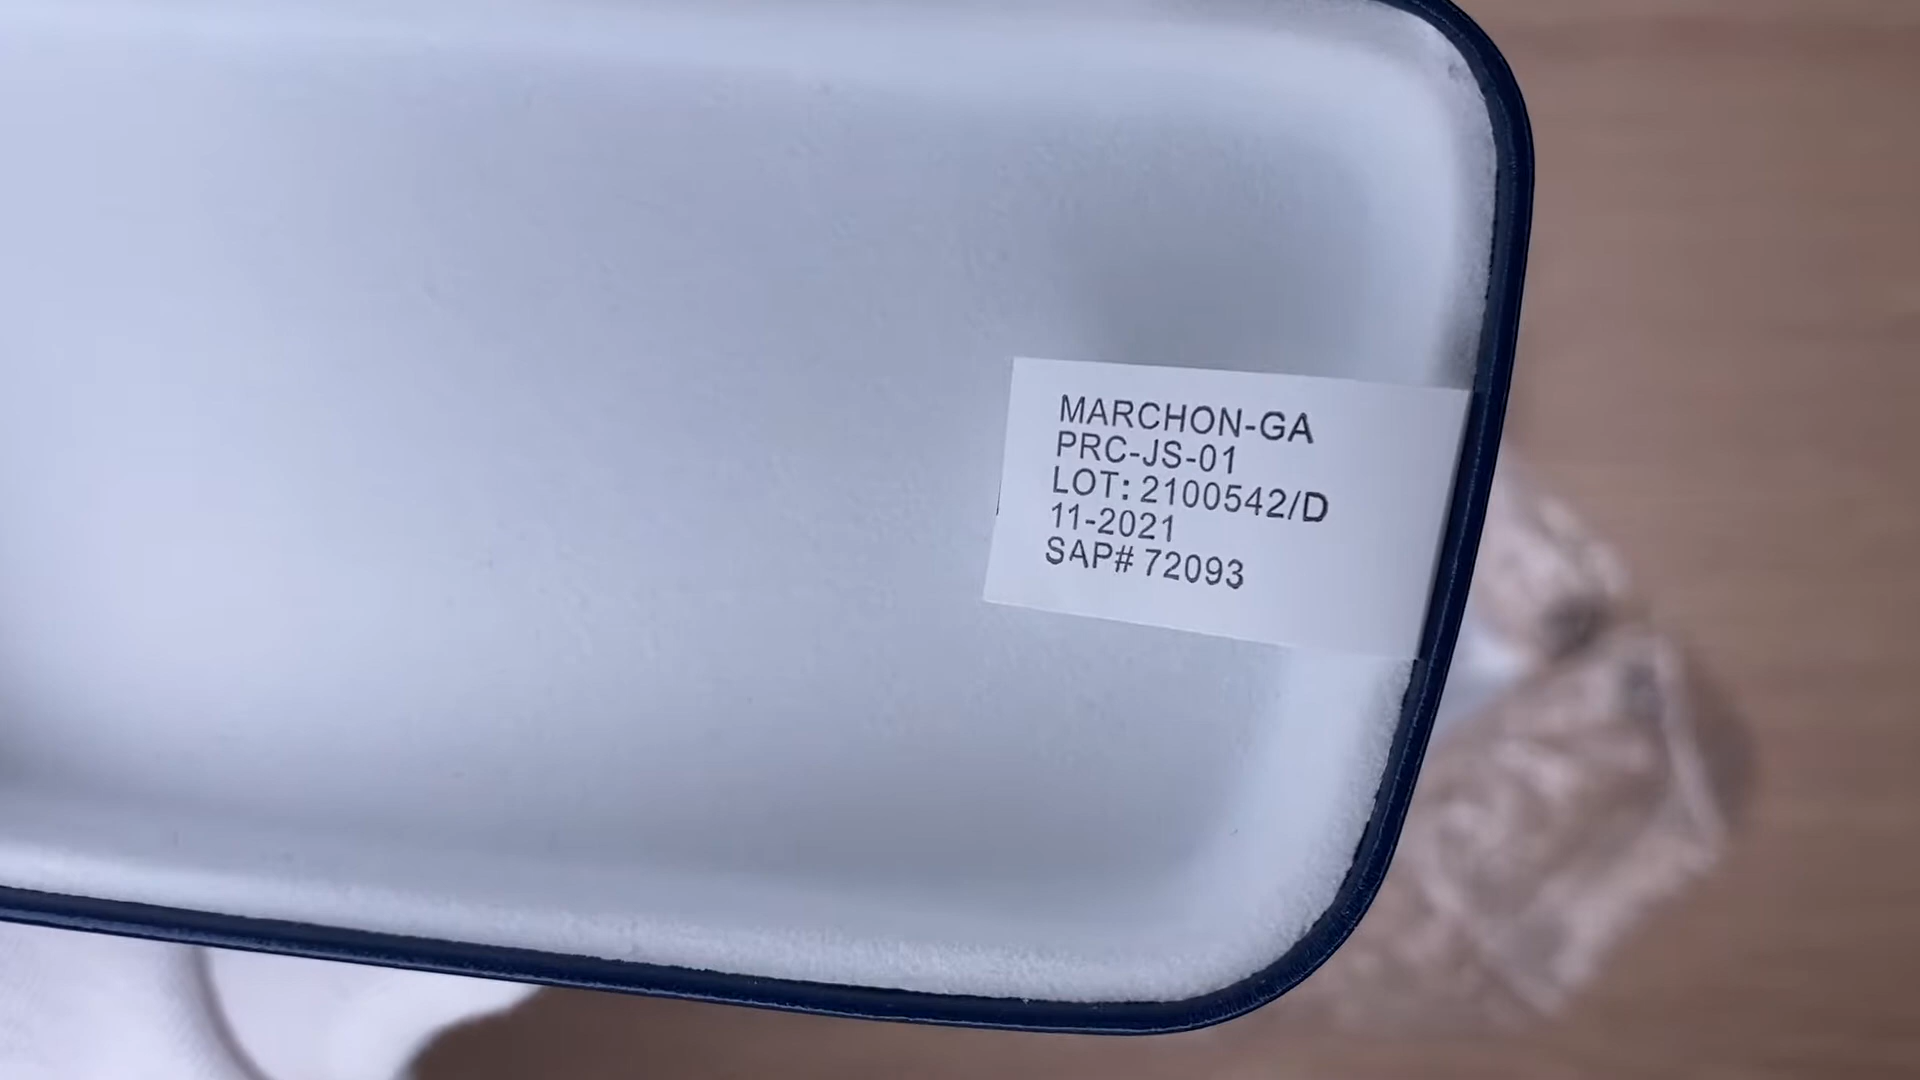 MARCHON-GA
PRC-JS-01
LOT: 2100542/D
11-2021
SAP# 72093